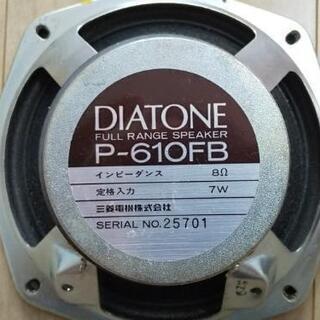 DIATONE
FULL RANGE SPEAKER
P-610FB
インピーダンス 8Ω
定格入力 7W
三菱電機株式会社
SERIAL NO. 25701